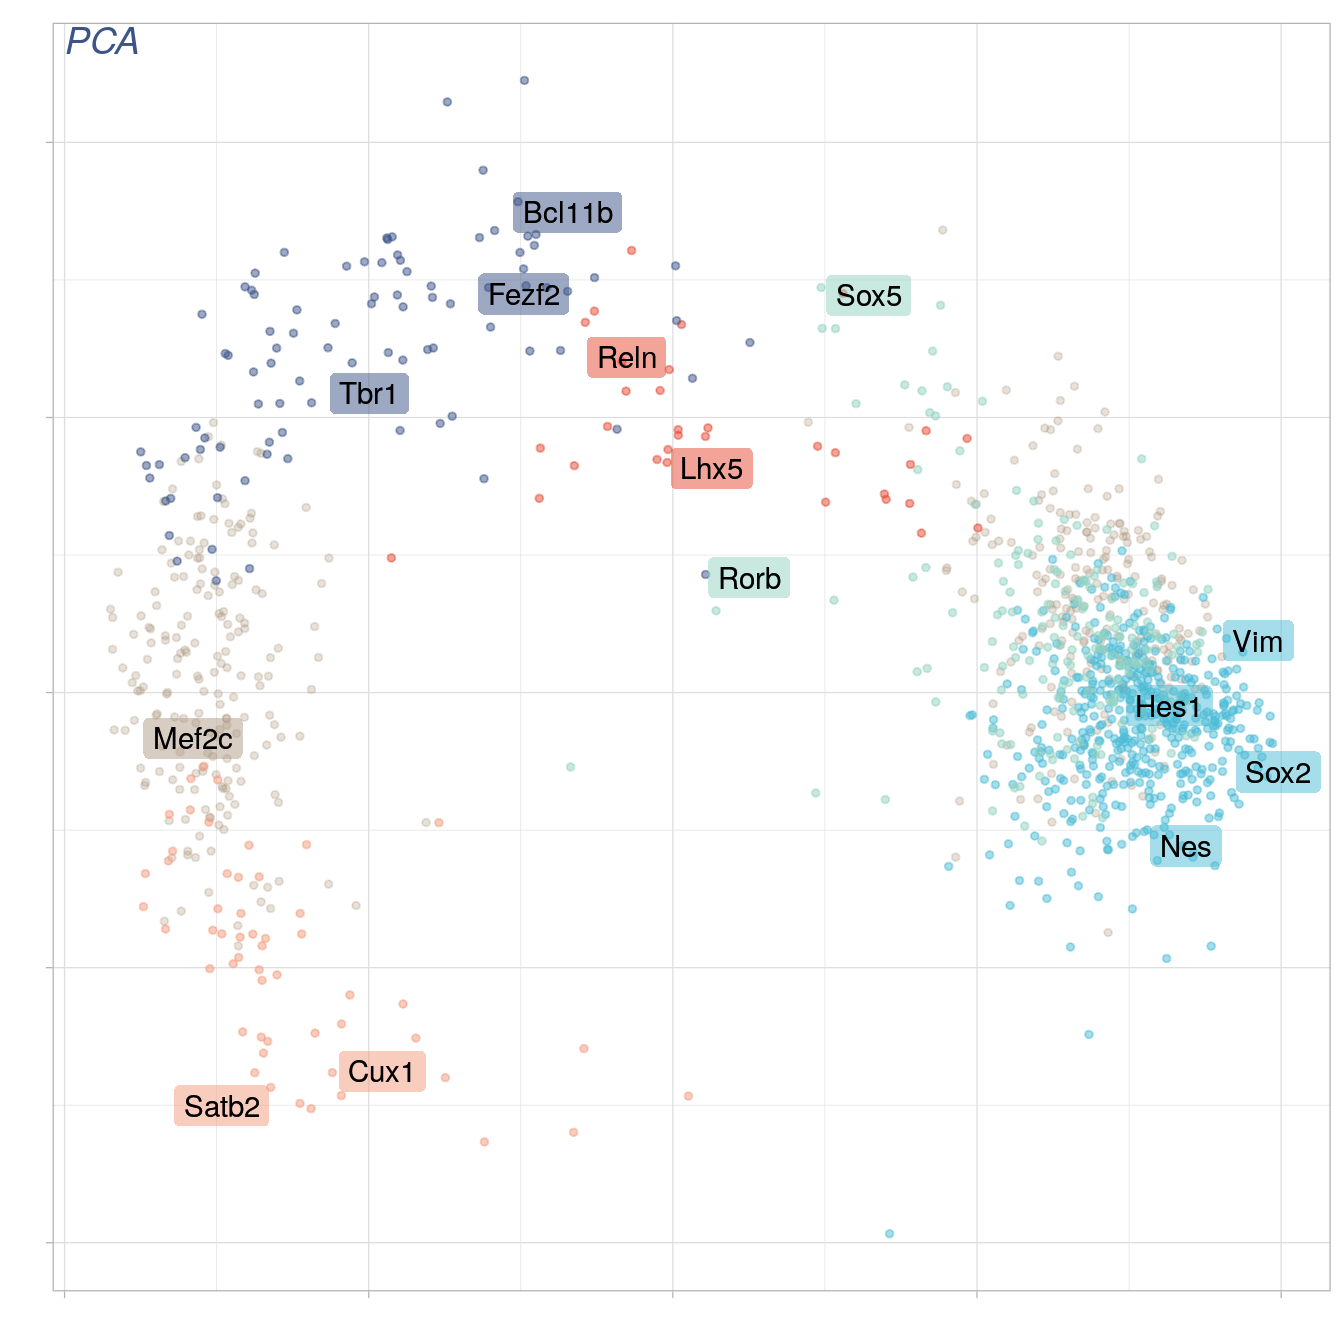 PCA
Bcl11b
Fezf2
Sox5
Reln
Tbr1
Lhx5
Rorb
Vim
Hes1
Mef2c
Sox2
Nes
Cux1
Satb2